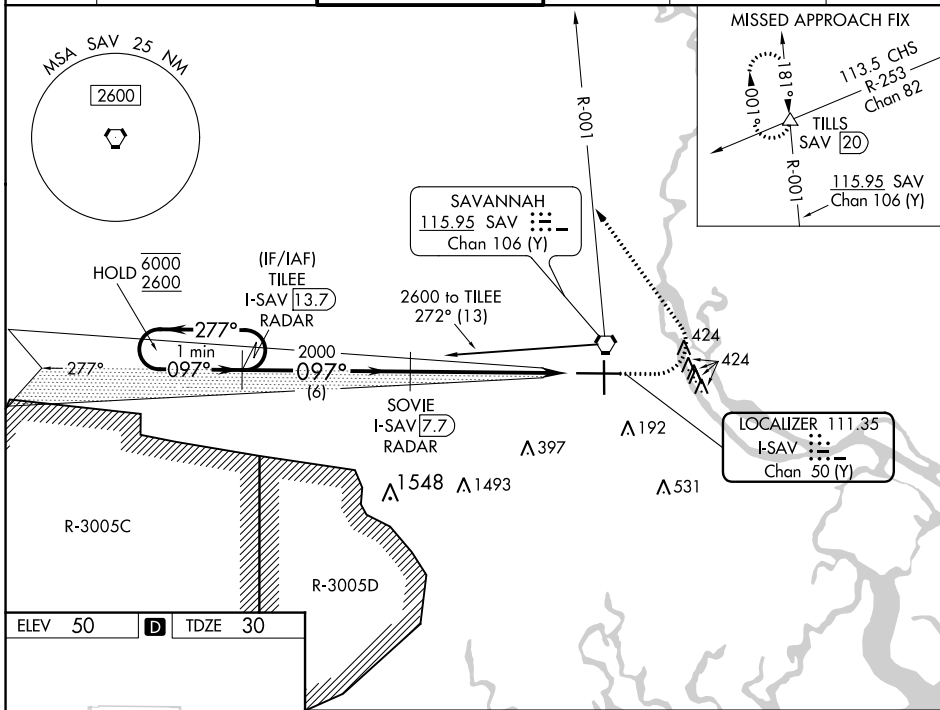 MSA SAV 25 NM
2600
MISSED APPROACH FIX
181°
001°
113.5 CHS
R-253
Chan 82
TILLS
SAV 20
R-001
115.95 SAV
Chan 106 (Y)
R-001
SAVANNAH
115.95 SAV
Chan 106 (Y)
HOLD
6000
2600
(IF/IAF)
TILEE
I-SAV 13.7
RADAR
2600 to TILEE
272° (13)
277°
1 min
097°
277°
2000
097°
(6)
SOVIE
I-SAV 7.7
RADAR
424
424
192
397
1548
1493
531
LOCALIZER 111.35
I-SAV
Chan 50 (Y)
R-3005C
R-3005D
ELEV 50 D TDZE 30